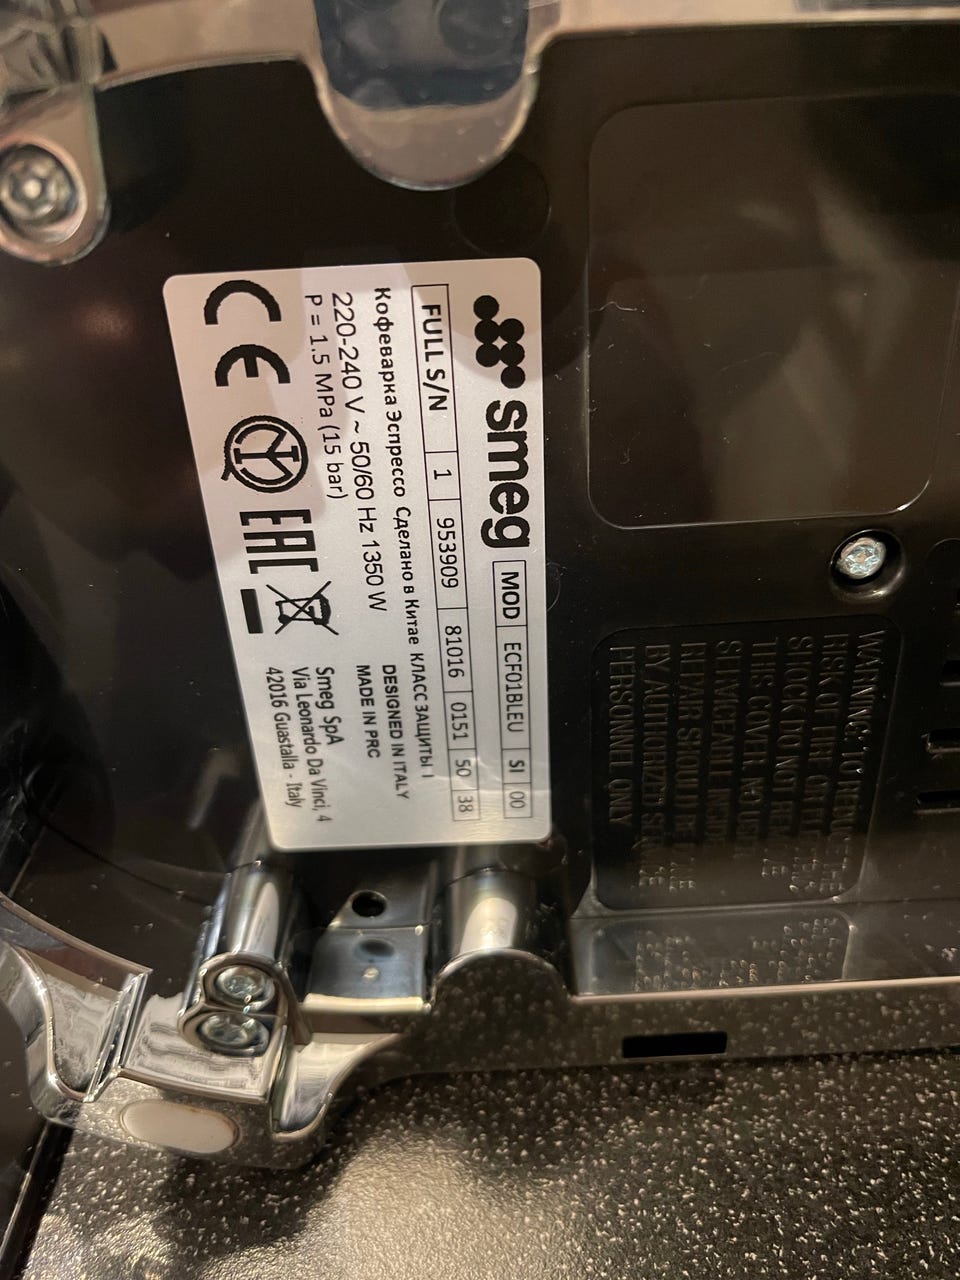 smeg MOD ECF01BLEU SI 00
FULL S/N 1 953909 81016 0151 50 38
Кофеварка Эспрессо Сделано в Китае КЛАСС ЗАЩИТЫ I
220-240 V ~ 50/60 Hz 1350 W
P = 1.5 MPa (15 bar)
DESIGNED IN ITALY
MADE IN PRC
CE EAC
Smeg SpA
Via Leonardo Da Vinci, 4
42016 Guastalla - Italy
WARNING: TO REDUCE THE
RISK OF FIRE OR ELECTRIC
SHOCK DO NOT REMOVE
THIS COVER. NO USER
SERVICEABLE INSIDE
REPAIR SHOULD BE DONE
BY AUTHORIZED SERVICE
PERSONNEL ONLY